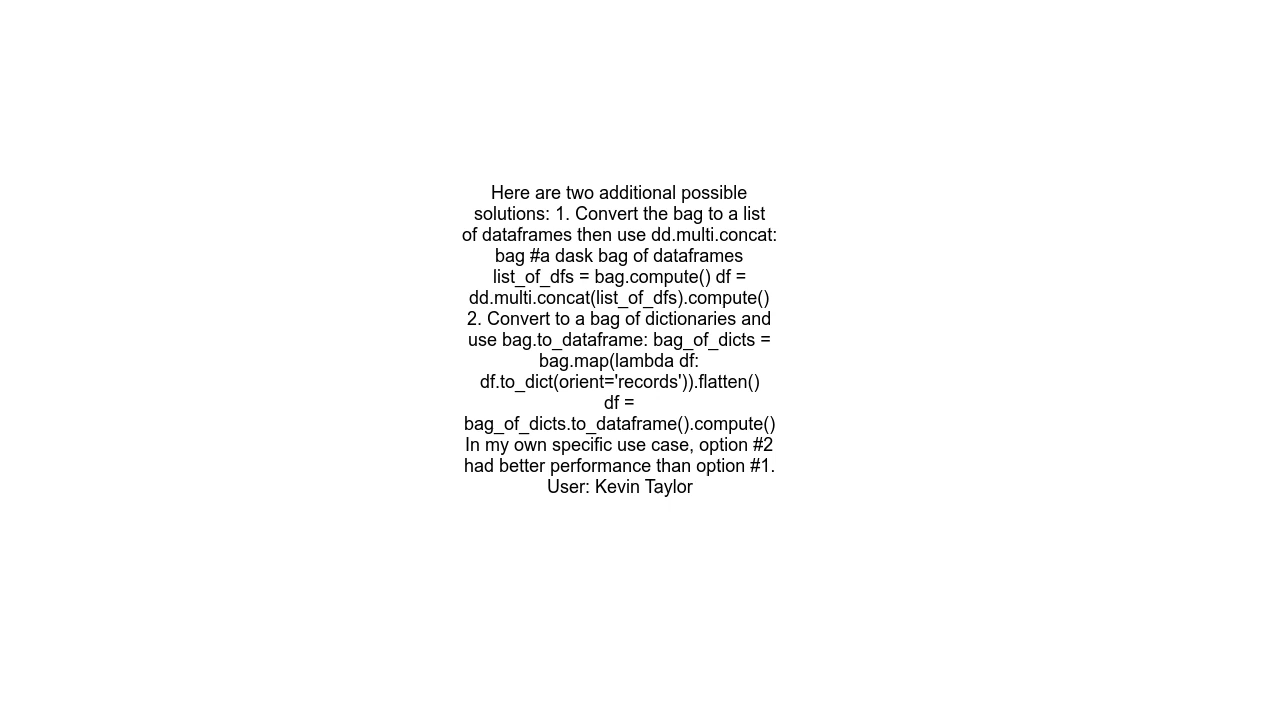 Here are two additional possible
solutions: 1. Convert the bag to a list
of dataframes then use dd.multi.concat:
bag #a dask bag of dataframes
list_of_dfs = bag.compute() df =
dd.multi.concat(list_of_dfs).compute()
2. Convert to a bag of dictionaries and
use bag.to_dataframe: bag_of_dicts =
bag.map(lambda df:
df.to_dict(orient='records')).flatten()
df =
bag_of_dicts.to_dataframe().compute()
In my own specific use case, option #2
had better performance than option #1.
User: Kevin Taylor